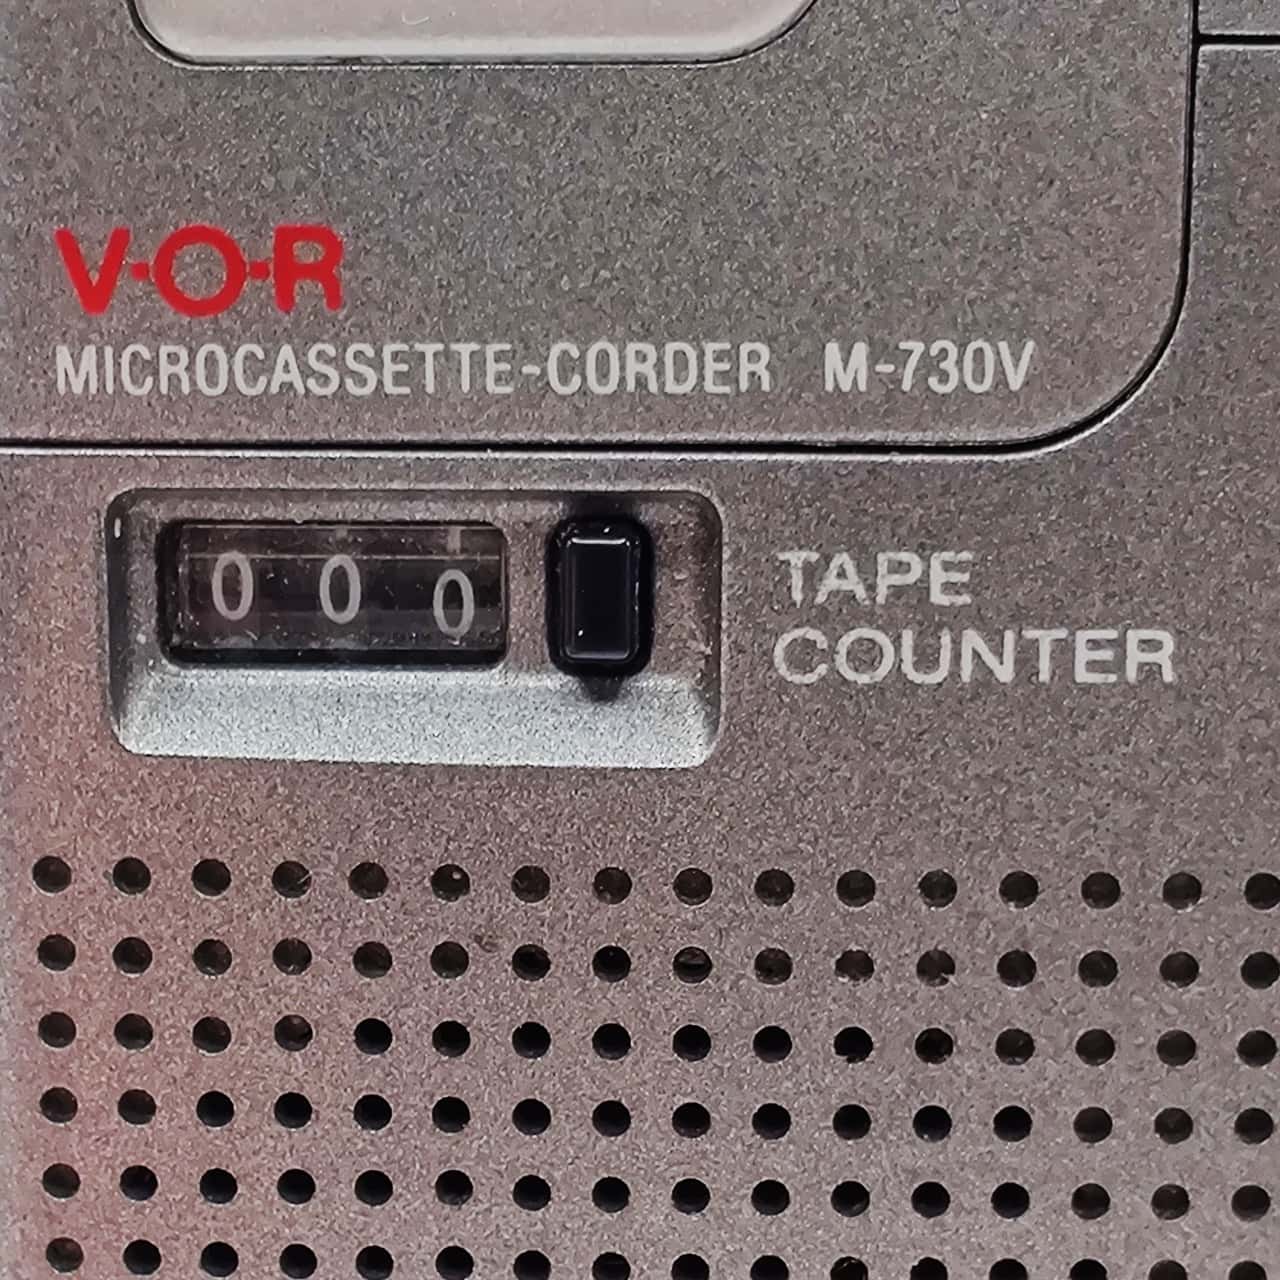 V·O·R
MICROCASSETTE-CORDER M-730V
000
TAPE
COUNTER